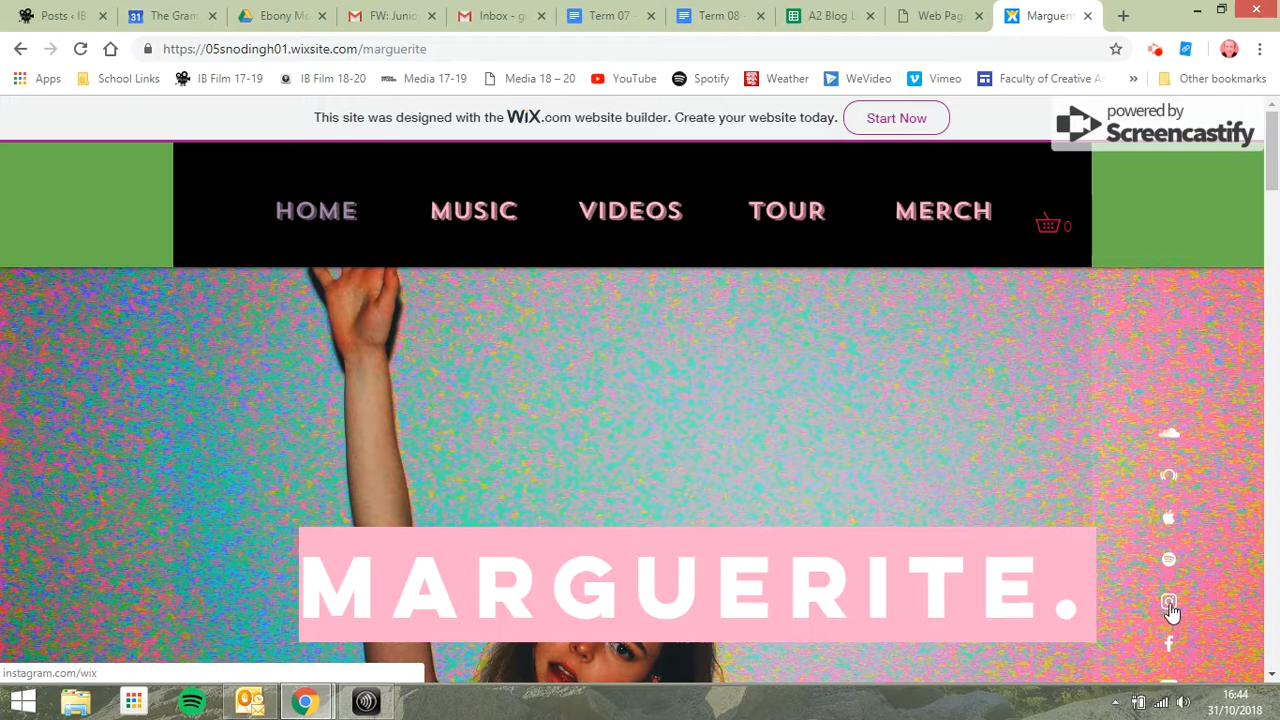 Posts ‹ IB
31 The Gram
Ebony Mo
FW: Junio
Inbox - g
Term 07 -
Term 08 -
A2 Blog L
Web Pag
Marguerit
https://05snodingh01.wixsite.com/marguerite
Apps
School Links
IB Film 17-19
IB Film 18-20
Media 17-19
Media 18 – 20
YouTube
Spotify
Weather
WeVideo
Vimeo
Faculty of Creative Ar
»
Other bookmarks
This site was designed with the WiX.com website builder. Create your website today.
Start Now
powered by
Screencastify
HOME
MUSIC
VIDEOS
TOUR
MERCH
0
MARGUERITE.
instagram.com/wix
16:44
31/10/2018